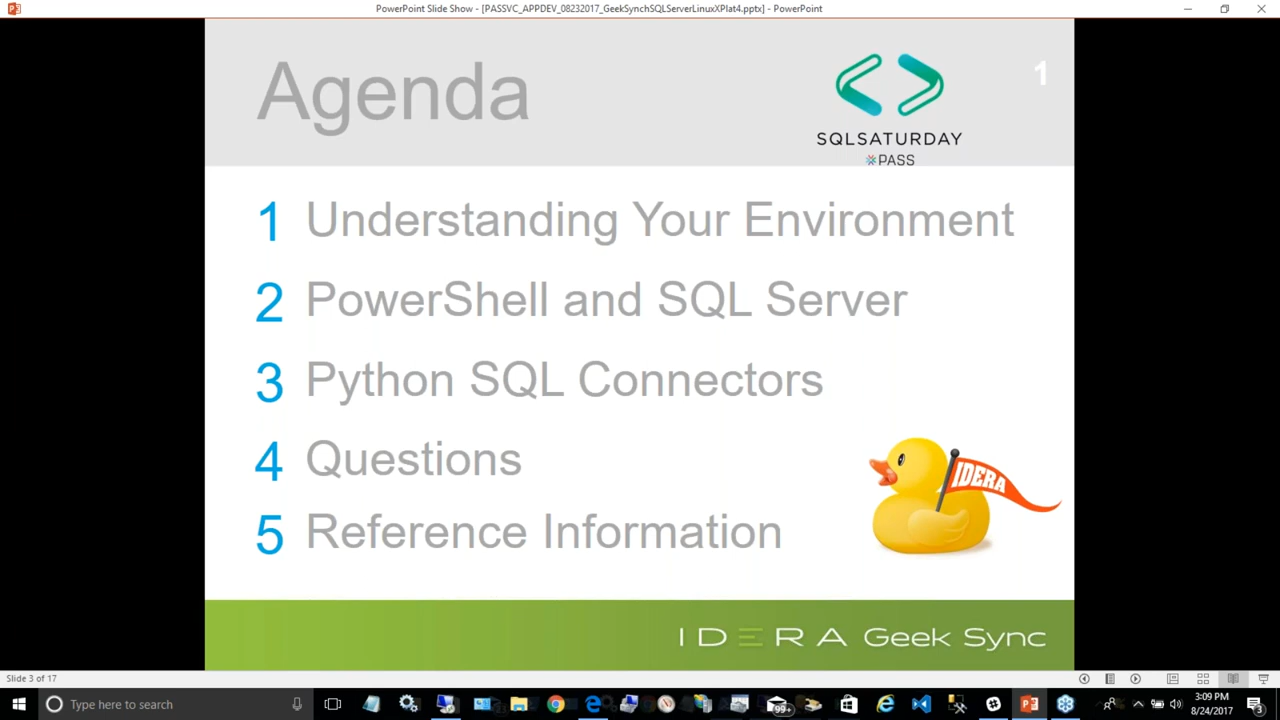 PowerPoint Slide Show - [PASSVC_APPDEV_08232017_GeekSynchSQLServerLinuxXPlat4.pptx] - PowerPoint
Agenda
1
SQLSATURDAY
PASS
1 Understanding Your Environment
2 PowerShell and SQL Server
3 Python SQL Connectors
4 Questions
5 Reference Information
IDERA
IDERA Geek Sync
Slide 3 of 17
Type here to search
99+
3:09 PM
8/24/2017
3